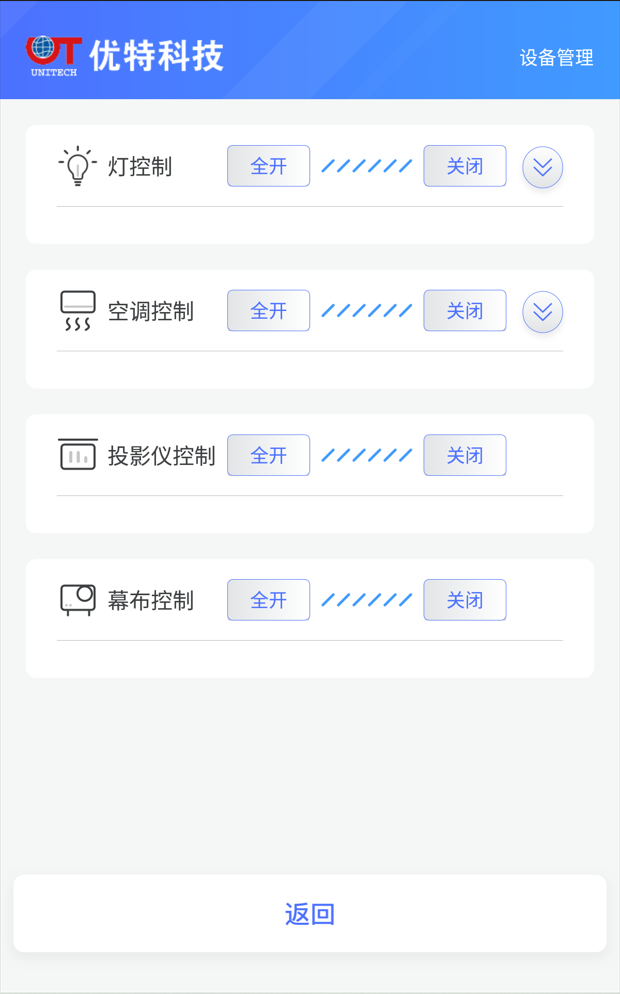 UNITECH 优特科技
设备管理
灯控制 全开 关闭
空调控制 全开 关闭
投影仪控制 全开 关闭
幕布控制 全开 关闭
返回